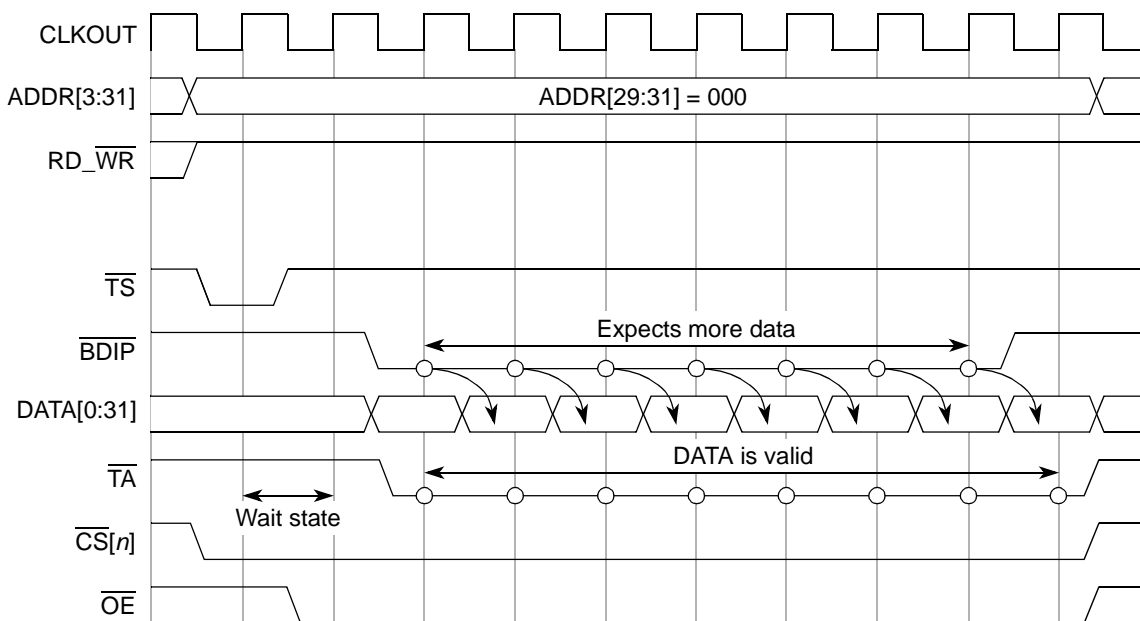 CLKOUT
ADDR[3:31]
ADDR[29:31] = 000
RD_WR
TS
BDIP
Expects more data
DATA[0:31]
TA
DATA is valid
Wait state
CS[n]
OE